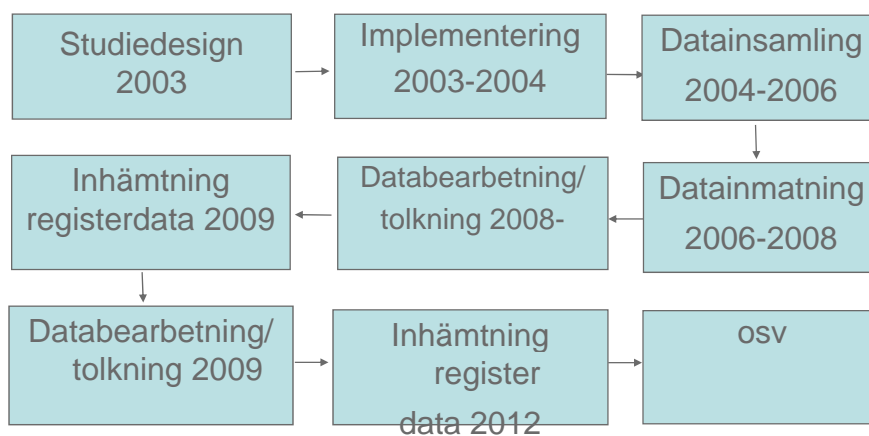 Studiedesign
2003
Implementering
2003-2004
Datainsamling
2004-2006
Datainmatning
2006-2008
Databearbetning/
tolkning 2008-
Inhämtning
registerdata 2009
Databearbetning/
tolkning 2009
Inhämtning
register
data 2012
osv